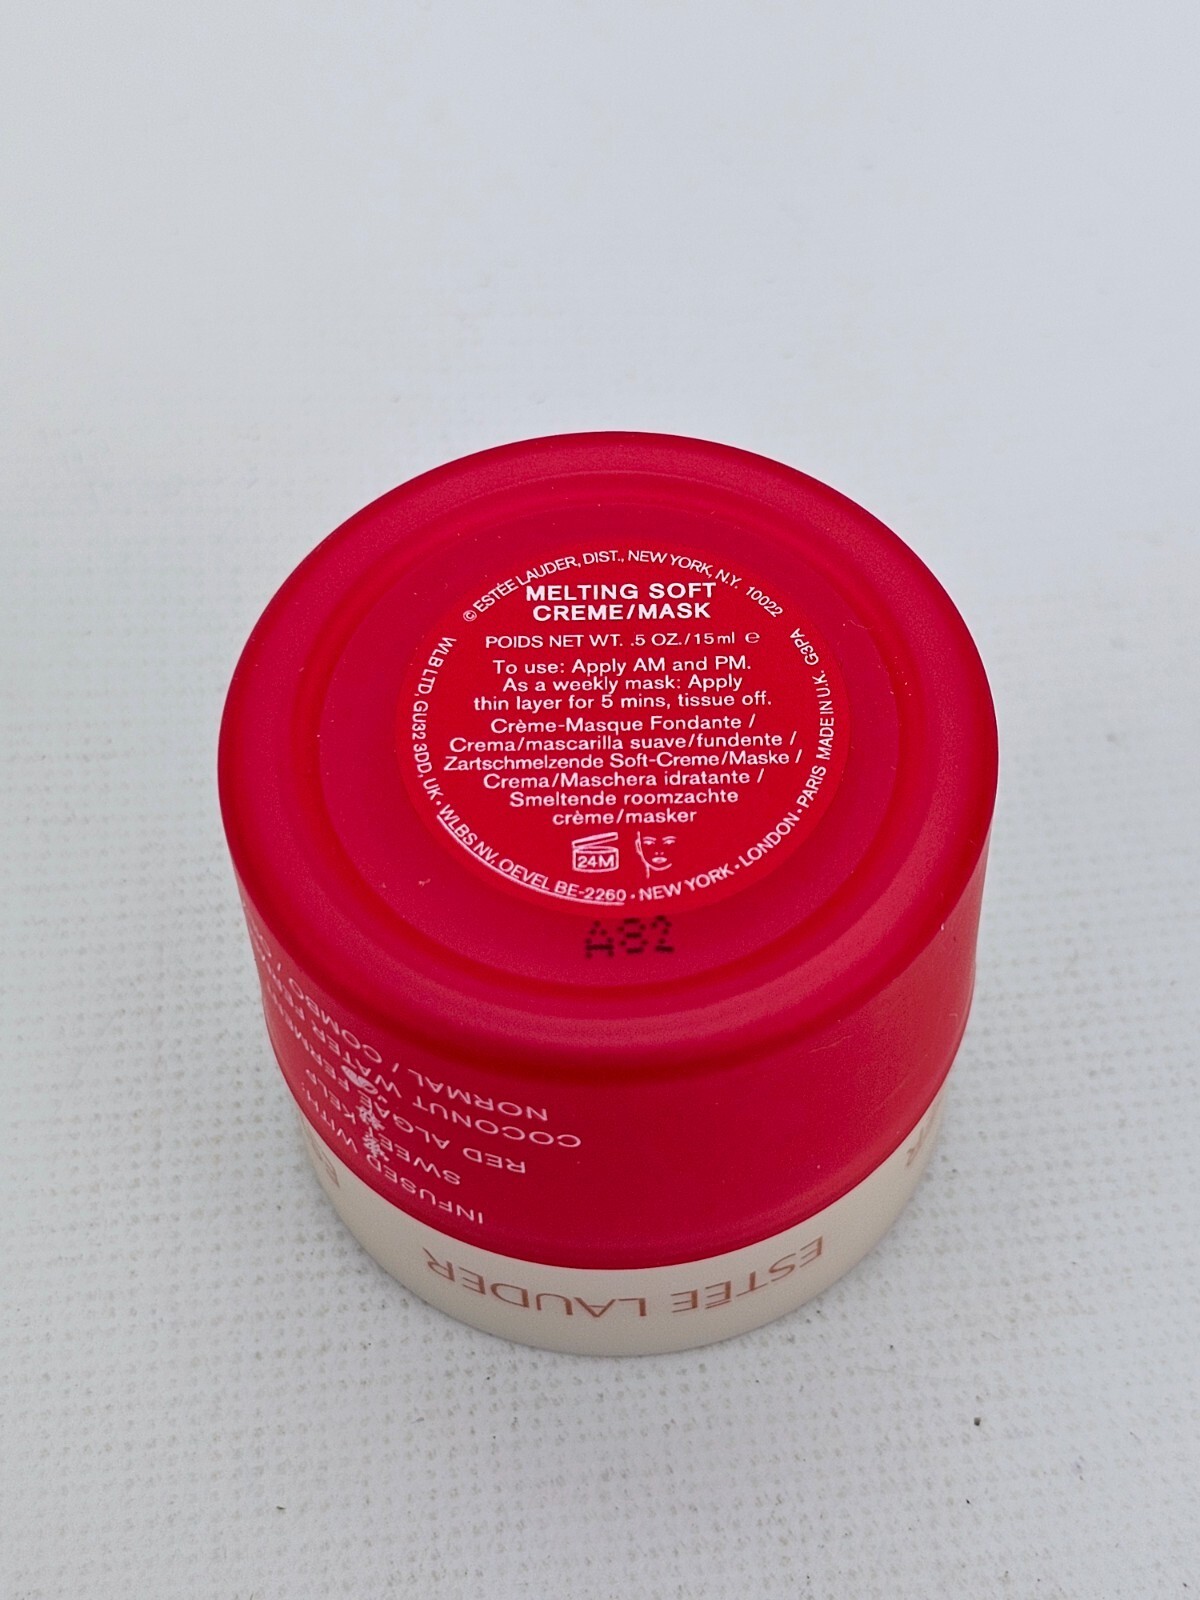 © ESTÉE LAUDER, DIST., NEW YORK, N.Y. 10022
MELTING SOFT
CREME/MASK
POIDS NET WT. .5 OZ./15ml ℮
To use: Apply AM and PM.
As a weekly mask: Apply
thin layer for 5 mins, tissue off.
Crème-Masque Fondante /
Crema/mascarilla suave/fundente /
Zartschmelzende Soft-Creme/Maske /
Crema/Maschera idratante /
Smeltende roomzachte
crème/masker
24M
WLB LTD, GU32 3DD, UK • WLBS NV, OEVEL BE-2260 • NEW YORK • LONDON • PARIS MADE IN U.K. G3PA
A82
INFUSED WITH:
SWEET KELP
RED ALGAE
COCONUT WATER
NORMAL / COMBO /
ESTÉE LAUDER